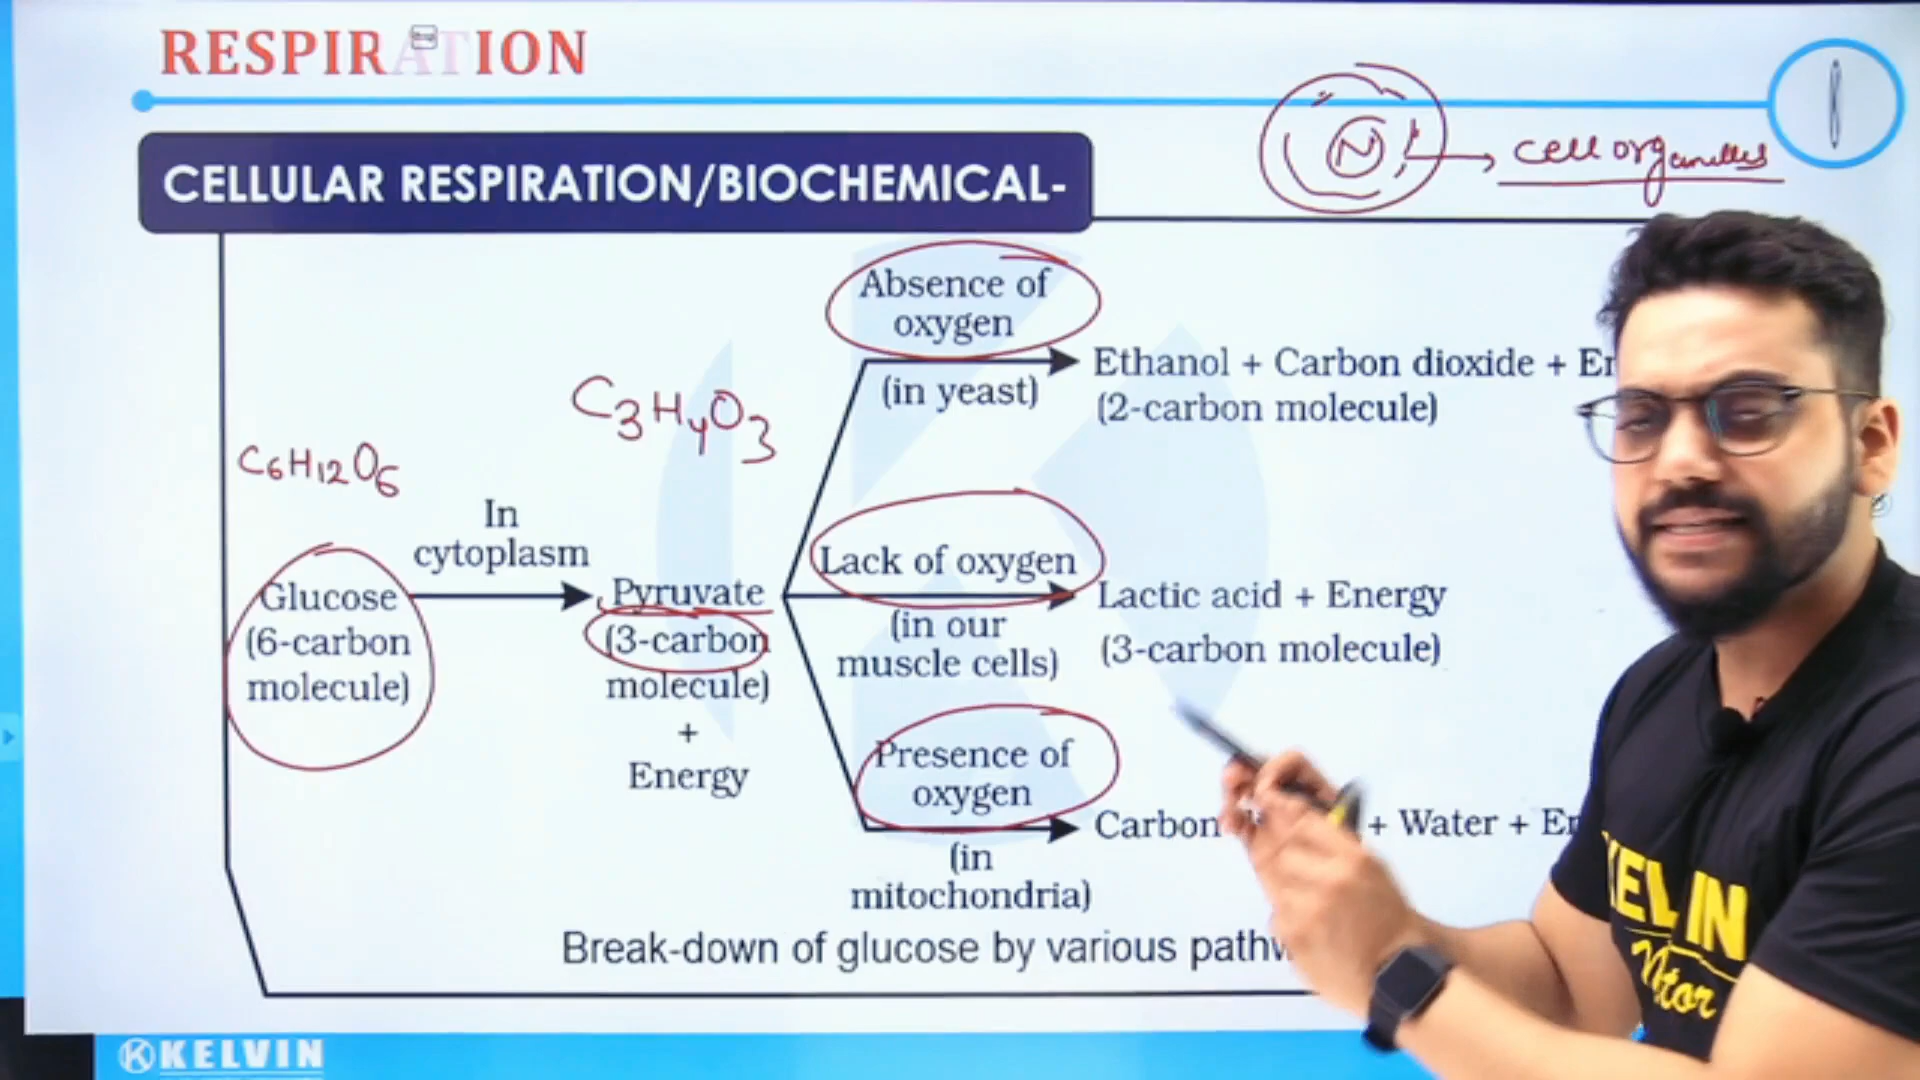 RESPIRATION
CELLULAR RESPIRATION/BIOCHEMICAL-
N
cell organelles
Absence of
oxygen
(in yeast)
Ethanol + Carbon dioxide + En
(2-carbon molecule)
C6H12O6
C3H4O3
In
cytoplasm
Glucose
(6-carbon
molecule)
Pyruvate
(3-carbon
molecule)
+
Energy
Lack of oxygen
(in our
muscle cells)
Lactic acid + Energy
(3-carbon molecule)
Presence of
oxygen
(in
mitochondria)
Carbon + Water + En
Break-down of glucose by various pathw
KELVIN
KELVIN